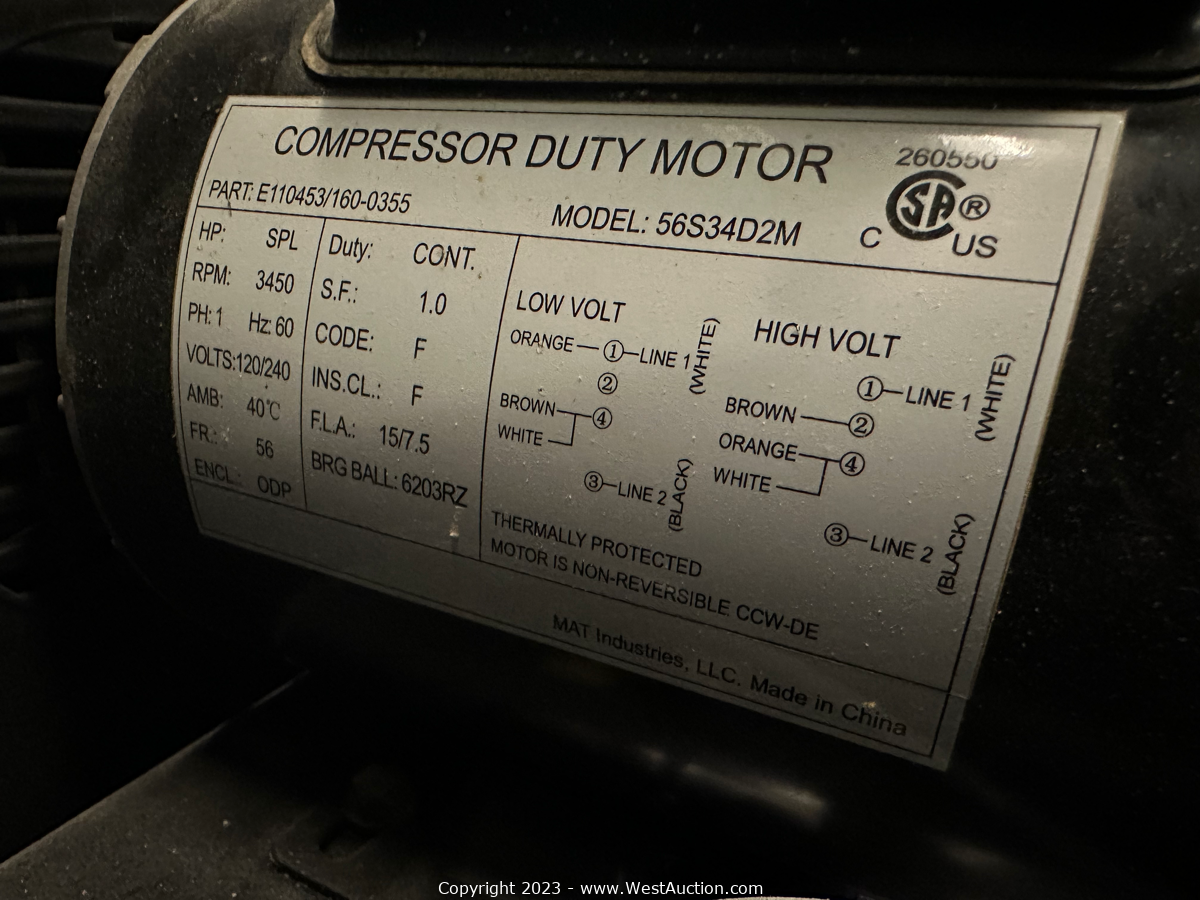 COMPRESSOR DUTY MOTOR
260550
PART: E110453/160-0355
MODEL: 56S34D2M
SA ®
C US
HP: SPL
RPM: 3450
PH: 1 Hz: 60
VOLTS:120/240
AMB: 40℃
FR.: 56
ENCL: ODP
Duty: CONT.
S.F.: 1.0
CODE: F
INS.CL.: F
F.L.A.: 15/7.5
BRG BALL: 6203RZ
LOW VOLT
ORANGE ① LINE 1 (WHITE)
②
BROWN ④
WHITE
③ LINE 2 (BLACK)
HIGH VOLT
① LINE 1 (WHITE)
BROWN ②
ORANGE ④
WHITE
③ LINE 2 (BLACK)
THERMALLY PROTECTED
MOTOR IS NON-REVERSIBLE CCW-DE
MAT Industries, LLC. Made in China
Copyright 2023 - www.WestAuction.com